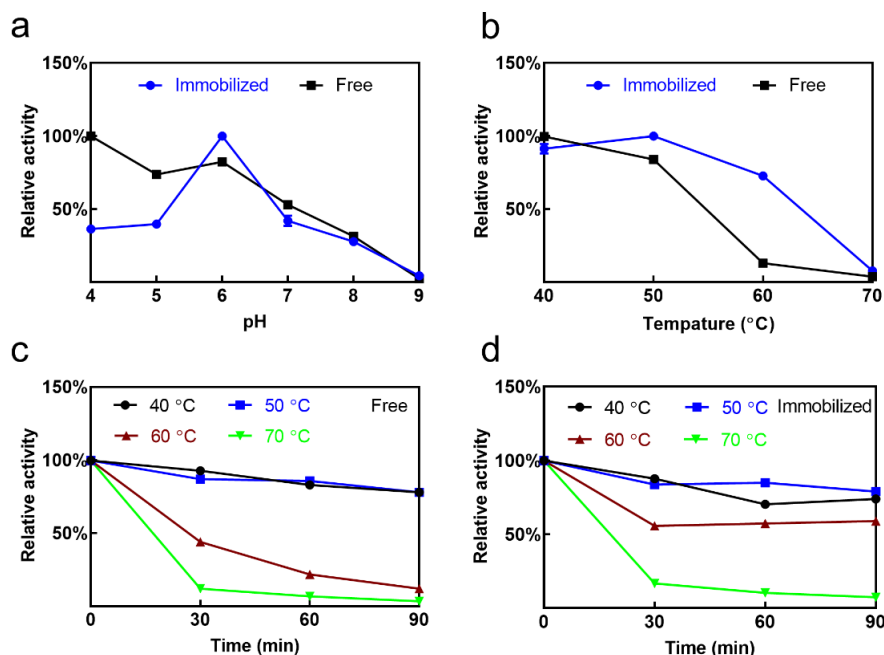 a
150%
Immobilized Free
100%
50%
Relative activity
4 5 6 7 8 9
pH
b
150%
Immobilized Free
100%
50%
Relative activity
40 50 60 70
Tempature (°C)
c
150%
40 °C 50 °C Free
60 °C 70 °C
100%
50%
Relative activity
0 30 60 90
Time (min)
d
150%
40 °C 50 °C Immobilized
60 °C 70 °C
100%
50%
Relative activity
0 30 60 90
Time (min)